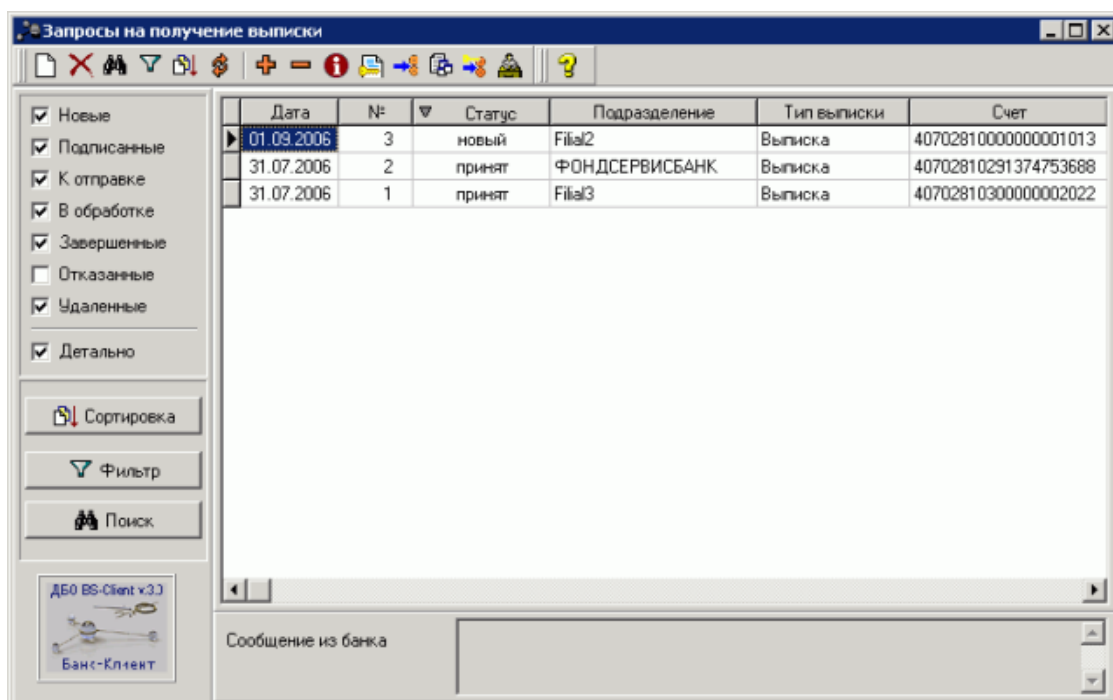 Запросы на получение выписки
Новые
Подписанные
К отправке
В обработке
Завершенные
Отказанные
Удаленные
Детально
Сортировка
Фильтр
Поиск
ДБО BS-Client v.3.0
Банк-Клиент
Дата № Статус Подразделение Тип выписки Счет
01.09.2006 3 новый Filial2 Выписка 40702810000000001013
31.07.2006 2 принят ФОНДСЕРВИСБАНК Выписка 40702810291374753688
31.07.2006 1 принят Filial3 Выписка 40702810300000002022
Сообщение из банка